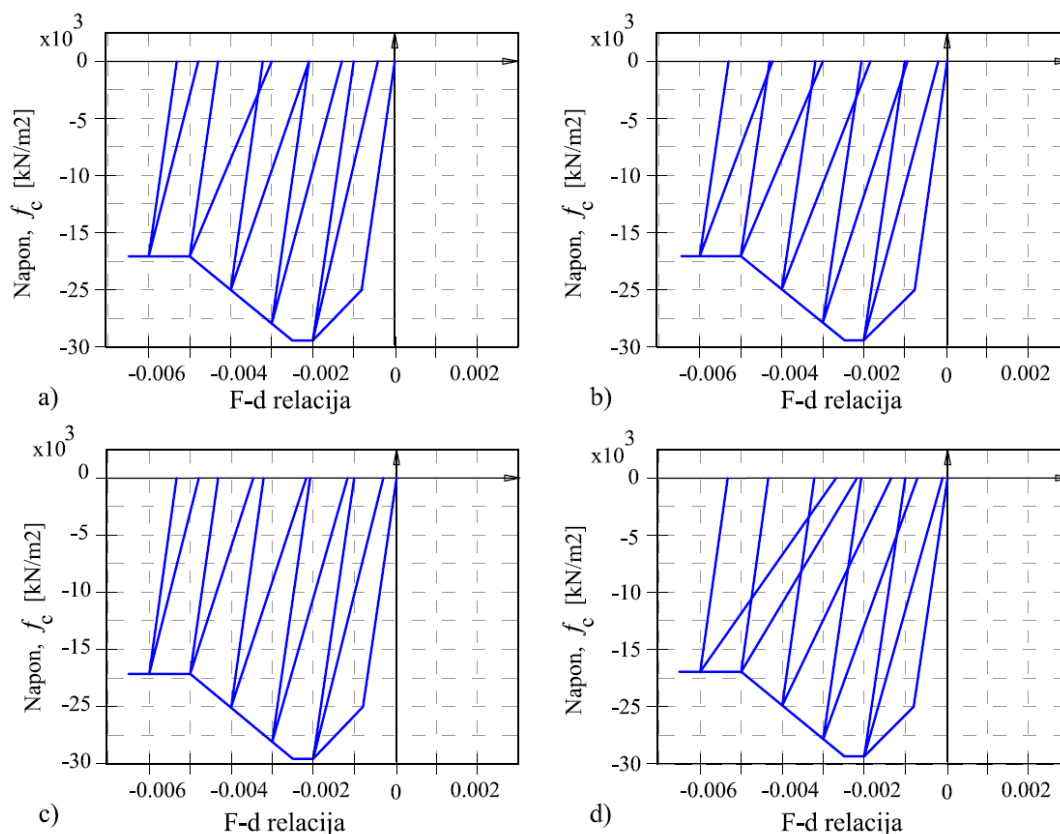 x10³
0
-5
-10
-15
-25
-30
Napon, fc [kN/m2]
-0.006 -0.004 -0.002 0 0.002
a) F-d relacija
x10³
0
-5
-10
-15
-25
-30
Napon, fc [kN/m2]
-0.006 -0.004 -0.002 0 0.002
b) F-d relacija
x10³
0
-5
-10
-15
-25
-30
Napon, fc [kN/m2]
-0.006 -0.004 -0.002 0 0.002
c) F-d relacija
x10³
0
-5
-10
-15
-25
-30
Napon, fc [kN/m2]
-0.006 -0.004 -0.002 0 0.002
d) F-d relacija